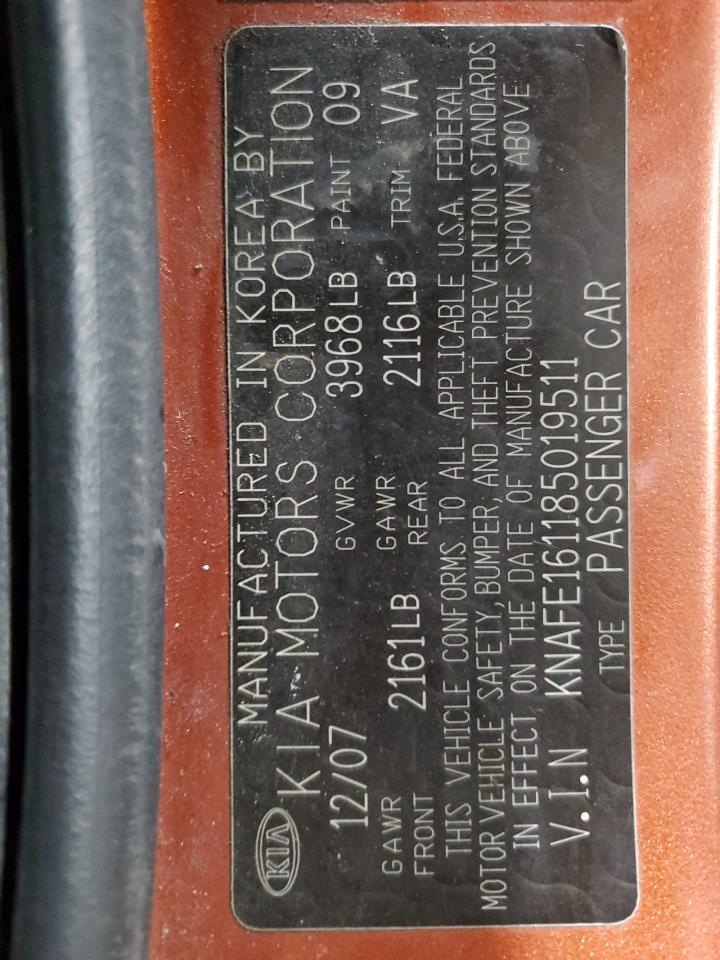 KIA
MANUFACTURED IN KOREA BY
KIA MOTORS CORPORATION
12/07 GVWR 3968LB PAINT 09
GAWR FRONT 2161LB GAWR REAR 2116LB TRIM VA
THIS VEHICLE CONFORMS TO ALL APPLICABLE U.S.A. FEDERAL
MOTOR VEHICLE SAFETY, BUMPER, AND THEFT PREVENTION STANDARDS
IN EFFECT ON THE DATE OF MANUFACTURE SHOWN ABOVE
V.I.N KNAFE161185019511
TYPE PASSENGER CAR